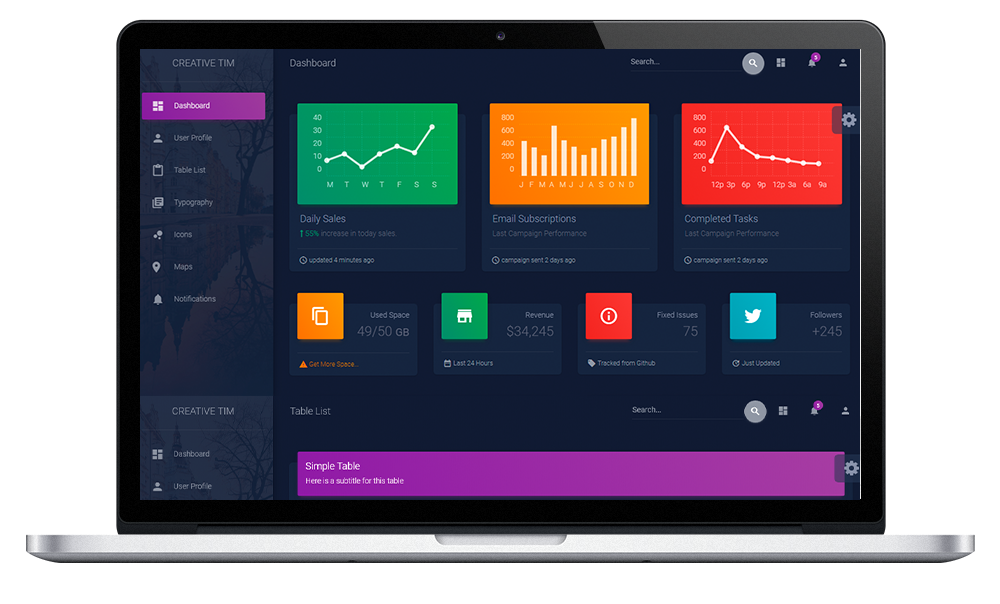 CREATIVE TIM
Dashboard
User Profile
Table List
Typography
Icons
Maps
Notifications
Dashboard
Search...
5
40
30
20
10
0
M T W T F S S
Daily Sales
55% increase in today sales.
updated 4 minutes ago
800
600
400
200
0
J F M A M J J A S O N D
Email Subscriptions
Last Campaign Performance
campaign sent 2 days ago
800
600
400
200
0
12p 3p 6p 9p 12p 3a 6a 9a
Completed Tasks
Last Campaign Performance
campaign sent 2 days ago
Used Space
49/50 GB
Get More Space...
Revenue
$34,245
Last 24 Hours
Fixed Issues
75
Tracked from Github
Followers
+245
Just Updated
CREATIVE TIM
Dashboard
User Profile
Table List
Search...
5
Simple Table
Here is a subtitle for this table